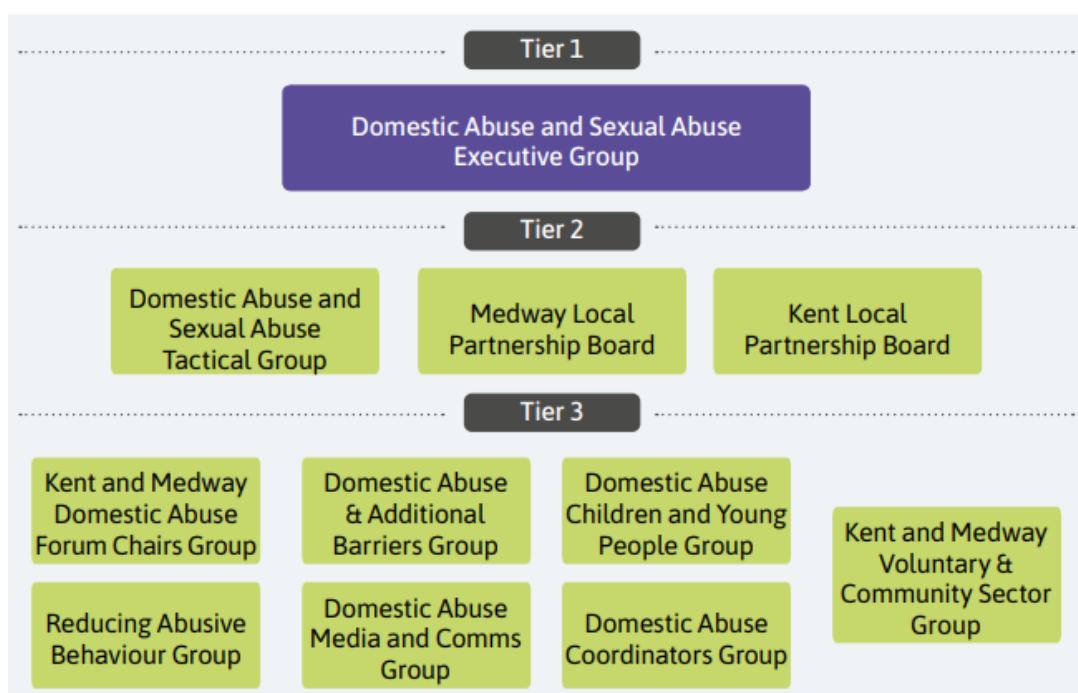 Tier 1
Domestic Abuse and Sexual Abuse
Executive Group
Tier 2
Domestic Abuse and
Sexual Abuse
Tactical Group
Medway Local
Partnership Board
Kent Local
Partnership Board
Tier 3
Kent and Medway
Domestic Abuse
Forum Chairs Group
Domestic Abuse
& Additional
Barriers Group
Domestic Abuse
Children and Young
People Group
Kent and Medway
Voluntary &
Community Sector
Group
Reducing Abusive
Behaviour Group
Domestic Abuse
Media and Comms
Group
Domestic Abuse
Coordinators Group